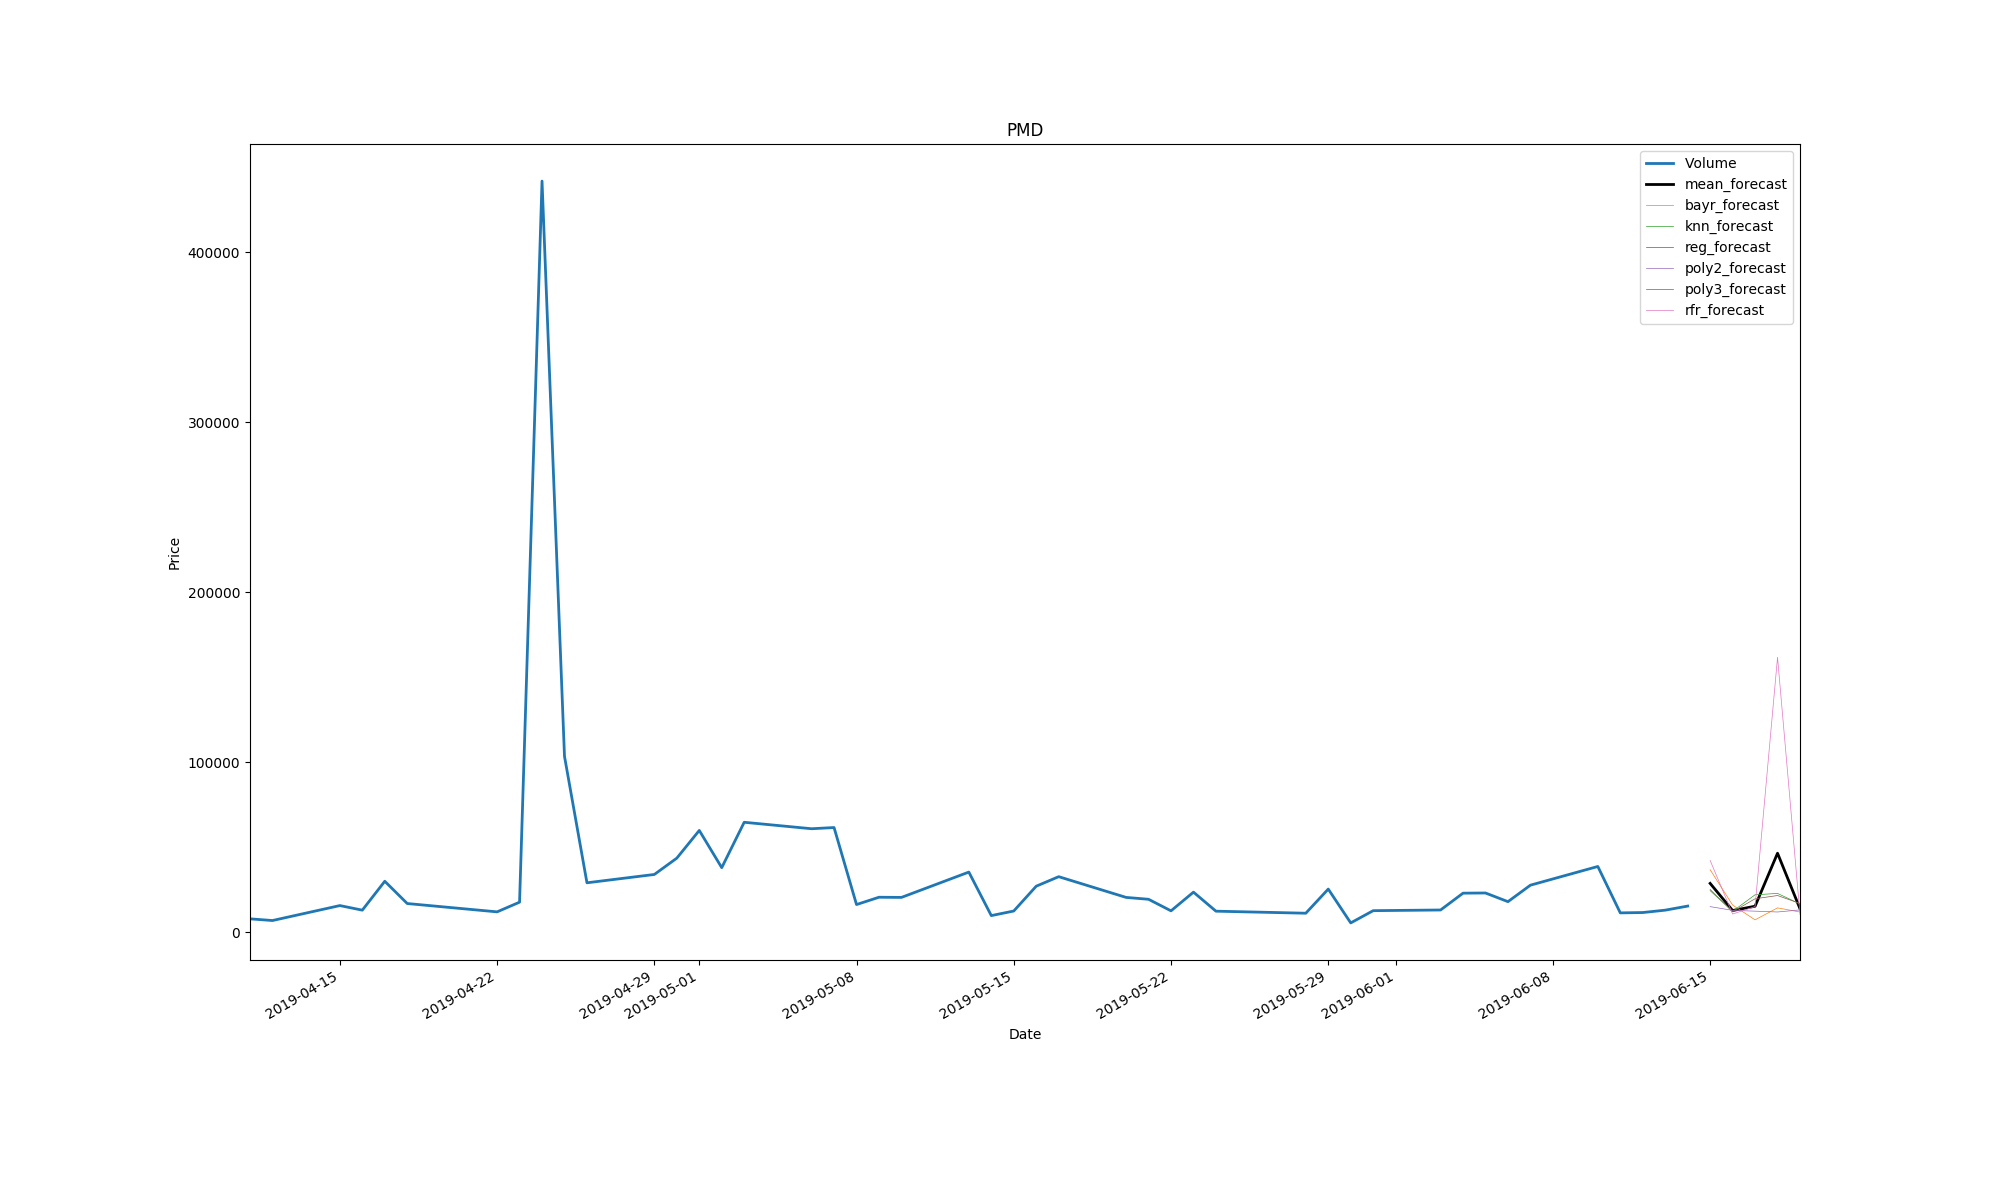 PMD
Volume
mean_forecast
bayr_forecast
knn_forecast
reg_forecast
poly2_forecast
poly3_forecast
rfr_forecast
400000
300000
200000
100000
0
Price
2019-04-15
2019-04-22
2019-04-29
2019-05-01
2019-05-08
2019-05-15
2019-05-22
2019-05-29
2019-06-01
2019-06-08
2019-06-15
Date